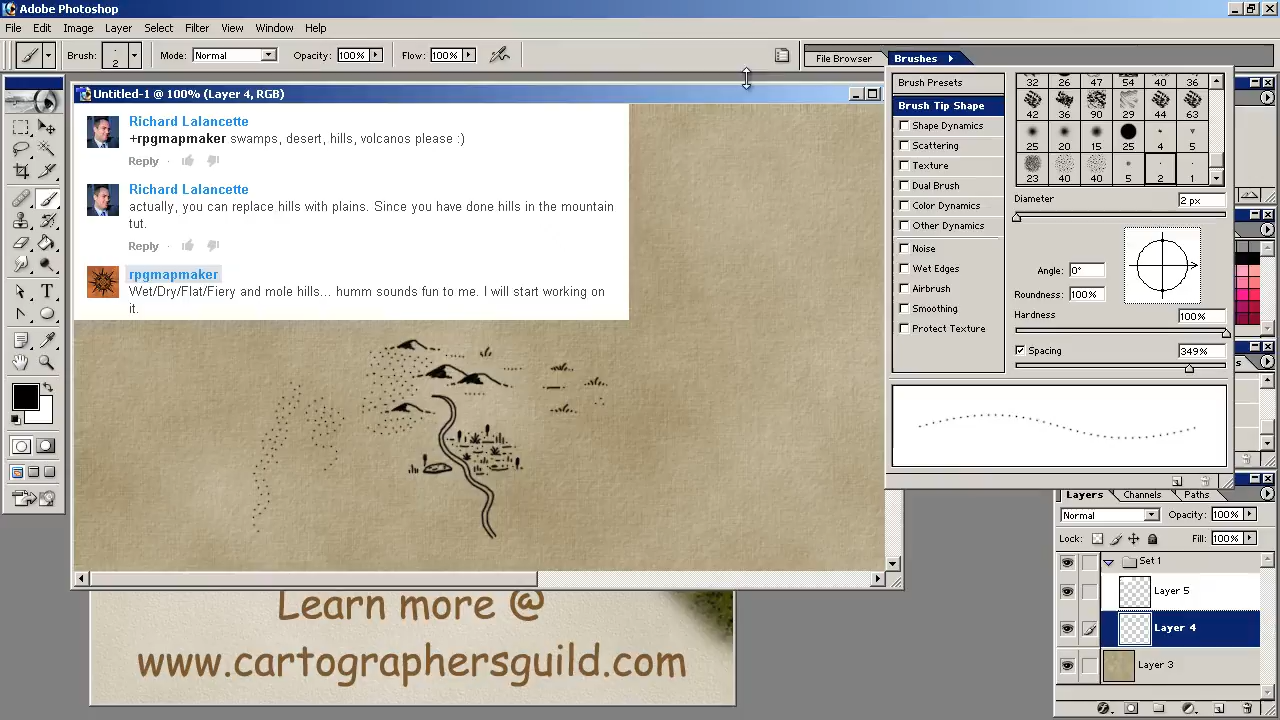 Adobe Photoshop
File Edit Image Layer Select Filter View Window Help
Brush: 2 Mode: Normal Opacity: 100% Flow: 100% File Browser Brushes
Untitled-1 @ 100% (Layer 4, RGB)
Richard Lalancette
+rpgmapmaker swamps, desert, hills, volcanos please :)
Reply ·
Richard Lalancette
actually, you can replace hills with plains. Since you have done hills in the mountain
tut.
Reply ·
rpgmapmaker
Wet/Dry/Flat/Fiery and mole hills... humm sounds fun to me. I will start working on
it.
Brush Presets
Brush Tip Shape
Shape Dynamics
Scattering
Texture
Dual Brush
Color Dynamics
Other Dynamics
Noise
Wet Edges
Airbrush
Smoothing
Protect Texture
32 26 47 54 40 36
42 36 90 29 44 63
25 20 15 25 4 5
23 40 40 5 2 1
Diameter 2 px
Angle: 0°
Roundness: 100%
Hardness 100%
Spacing 349%
Layers Channels Paths
Normal Opacity: 100%
Lock: Fill: 100%
Set 1
Layer 5
Layer 4
Layer 3
Learn more @
www.cartographersguild.com